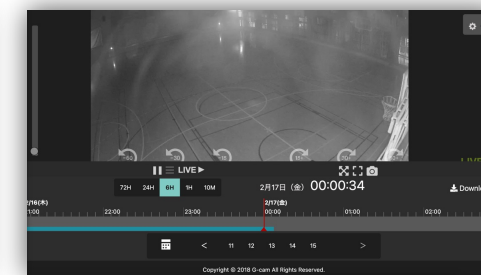 LIVE
72H 24H 6H 1H 10M
2月17日 (金) 00:00:34
Downlo
2/16(木) 2/17(金)
22:00 23:00 00:00 01:00 02:00
< 11 12 13 14 15 >
Copyright © 2018 G-cam All Rights Reserved.